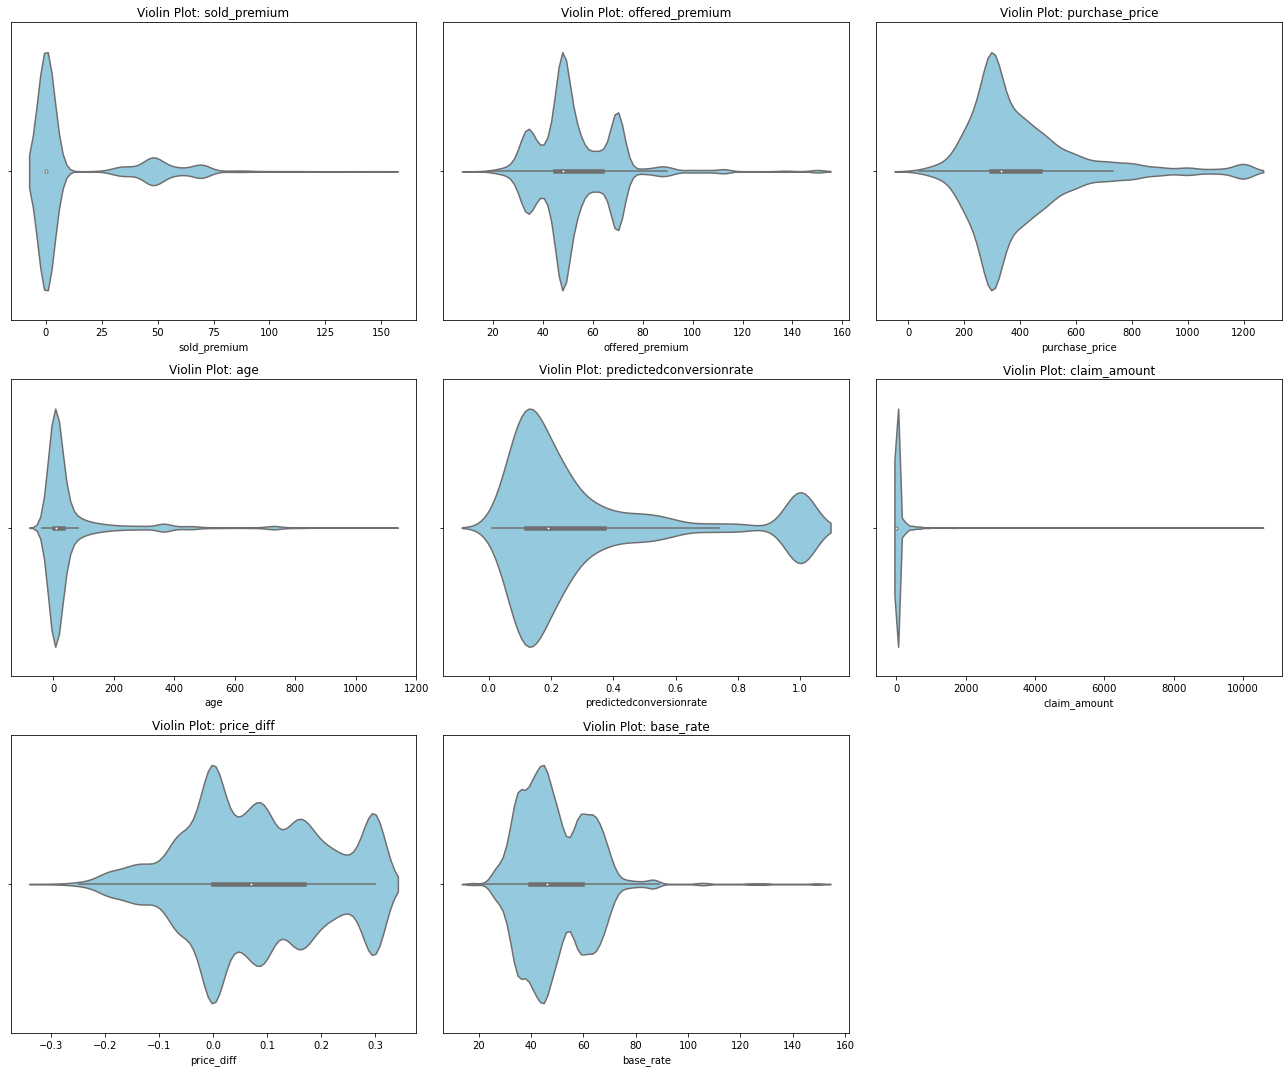 Violin Plot: sold_premium
Violin Plot: offered_premium
Violin Plot: purchase_price
0 25 50 75 100 125 150
20 40 60 80 100 120 140 160
0 200 400 600 800 1000 1200
sold_premium
offered_premium
purchase_price
Violin Plot: age
Violin Plot: predictedconversionrate
Violin Plot: claim_amount
0 200 400 600 800 1000 1200
0.0 0.2 0.4 0.6 0.8 1.0
0 2000 4000 6000 8000 10000
age
predictedconversionrate
claim_amount
Violin Plot: price_diff
Violin Plot: base_rate
−0.3 −0.2 −0.1 0.0 0.1 0.2 0.3
20 40 60 80 100 120 140 160
price_diff
base_rate